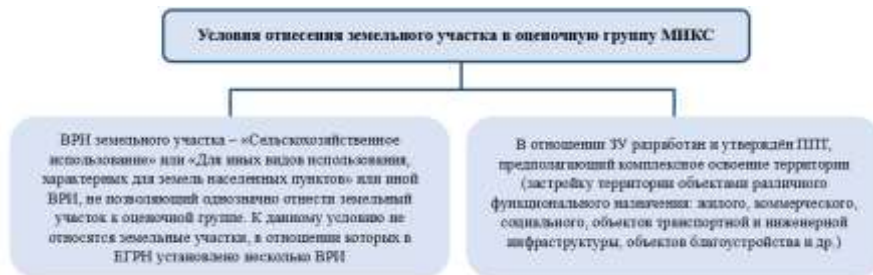 Условия отнесения земельного участка в оценочную группу МИКС
ВРИ земельного участка – «Сельскохозяйственное
использование» или «Для иных видов использования,
характерных для земель населенных пунктов» или иной
ВРИ, не позволяющий однозначно отнести земельный
участок к оценочной группе. К данному условию не
относятся земельные участки, в отношении которых в
ЕГРН установлено несколько ВРИ
В отношении ЗУ разработан и утверждён ППТ,
предполагающий комплексное освоение территории
(застройку территории объектами различного
функционального назначения: жилого, коммерческого,
социального, объектов транспортной и инженерной
инфраструктуры, объектов благоустройства и др.)